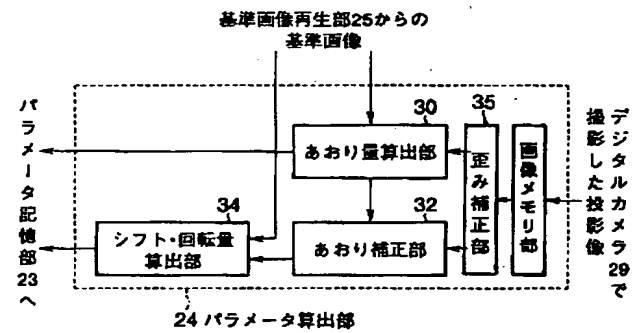 基準画像再生部25からの
基準画像
パラメータ記憶部23へ
30
あおり量算出部
35
歪み補正部
画像メモリ部
デジタルカメラ29で
撮影した投影像
34
シフト・回転量
算出部
32
あおり補正部
24 パラメータ算出部